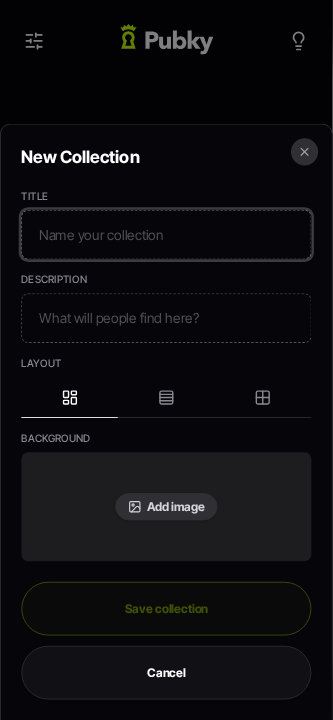 Pubky
New Collection
TITLE
Name your collection
DESCRIPTION
What will people find here?
LAYOUT
BACKGROUND
Add image
Save collection
Cancel